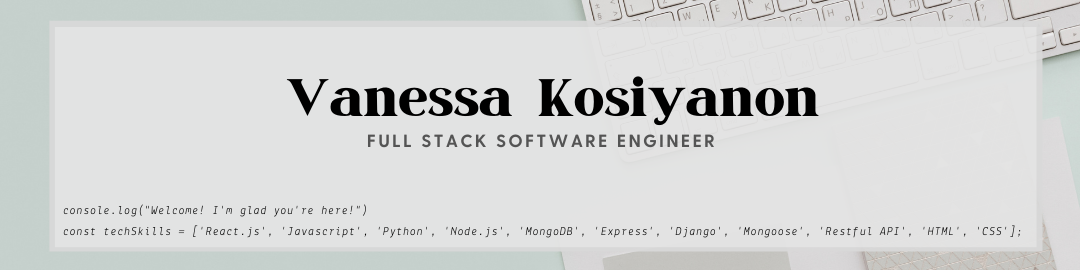 Vanessa Kosiyanon
FULL STACK SOFTWARE ENGINEER
console.log("Welcome! I'm glad you're here!")
const techSkills = ['React.js', 'Javascript', 'Python', 'Node.js', 'MongoDB', 'Express', 'Django', 'Mongoose', 'Restful API', 'HTML', 'CSS'];